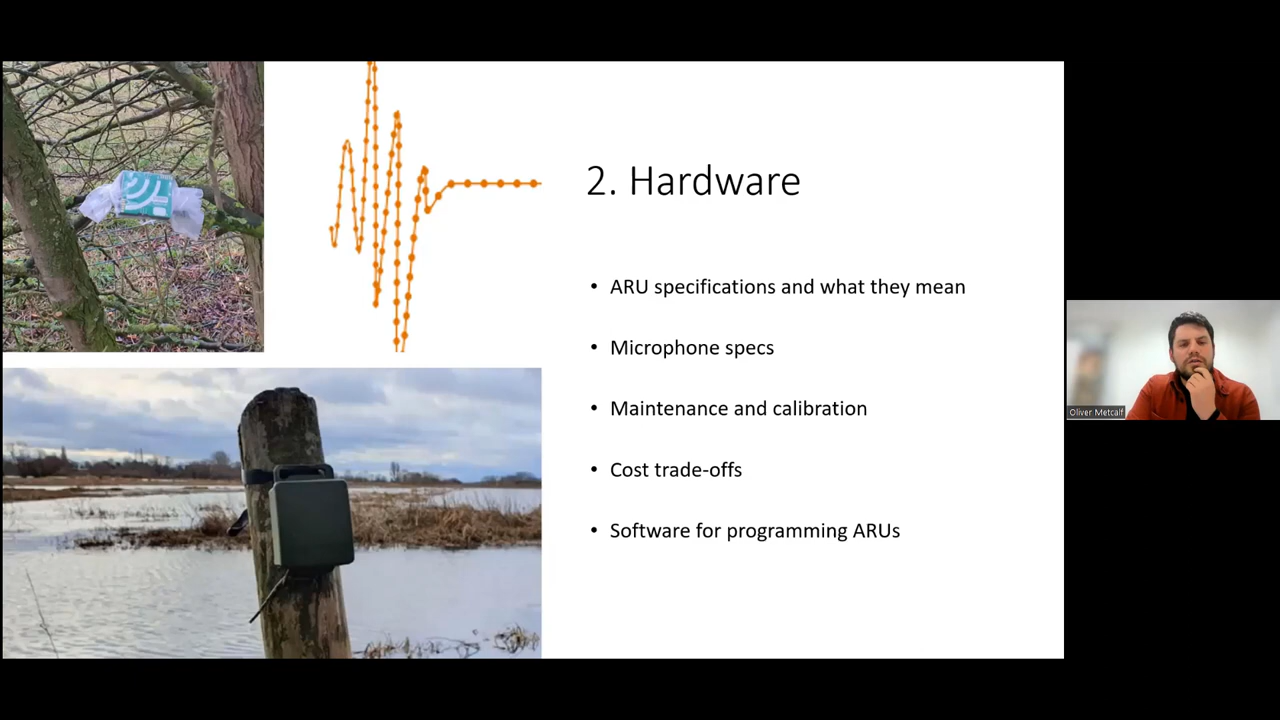 2. Hardware
• ARU specifications and what they mean
• Microphone specs
• Maintenance and calibration
• Cost trade-offs
• Software for programming ARUs
Oliver Metcalf